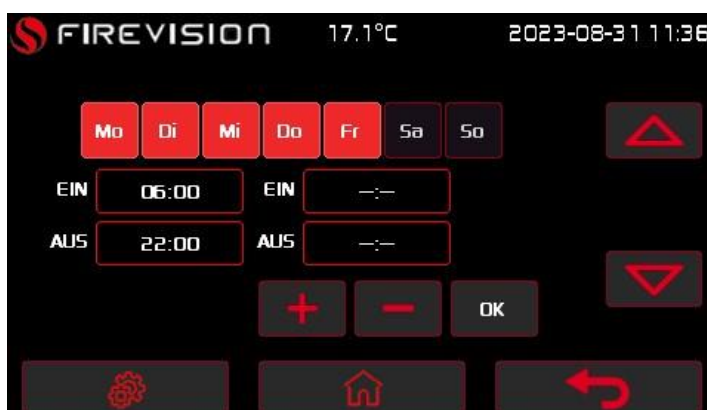 FIREVISION 17.1°C 2023-08-31 11:36
Mo Di Mi Do Fr Sa So
EIN 06:00 EIN --:--
AUS 22:00 AUS --:--
+ - OK